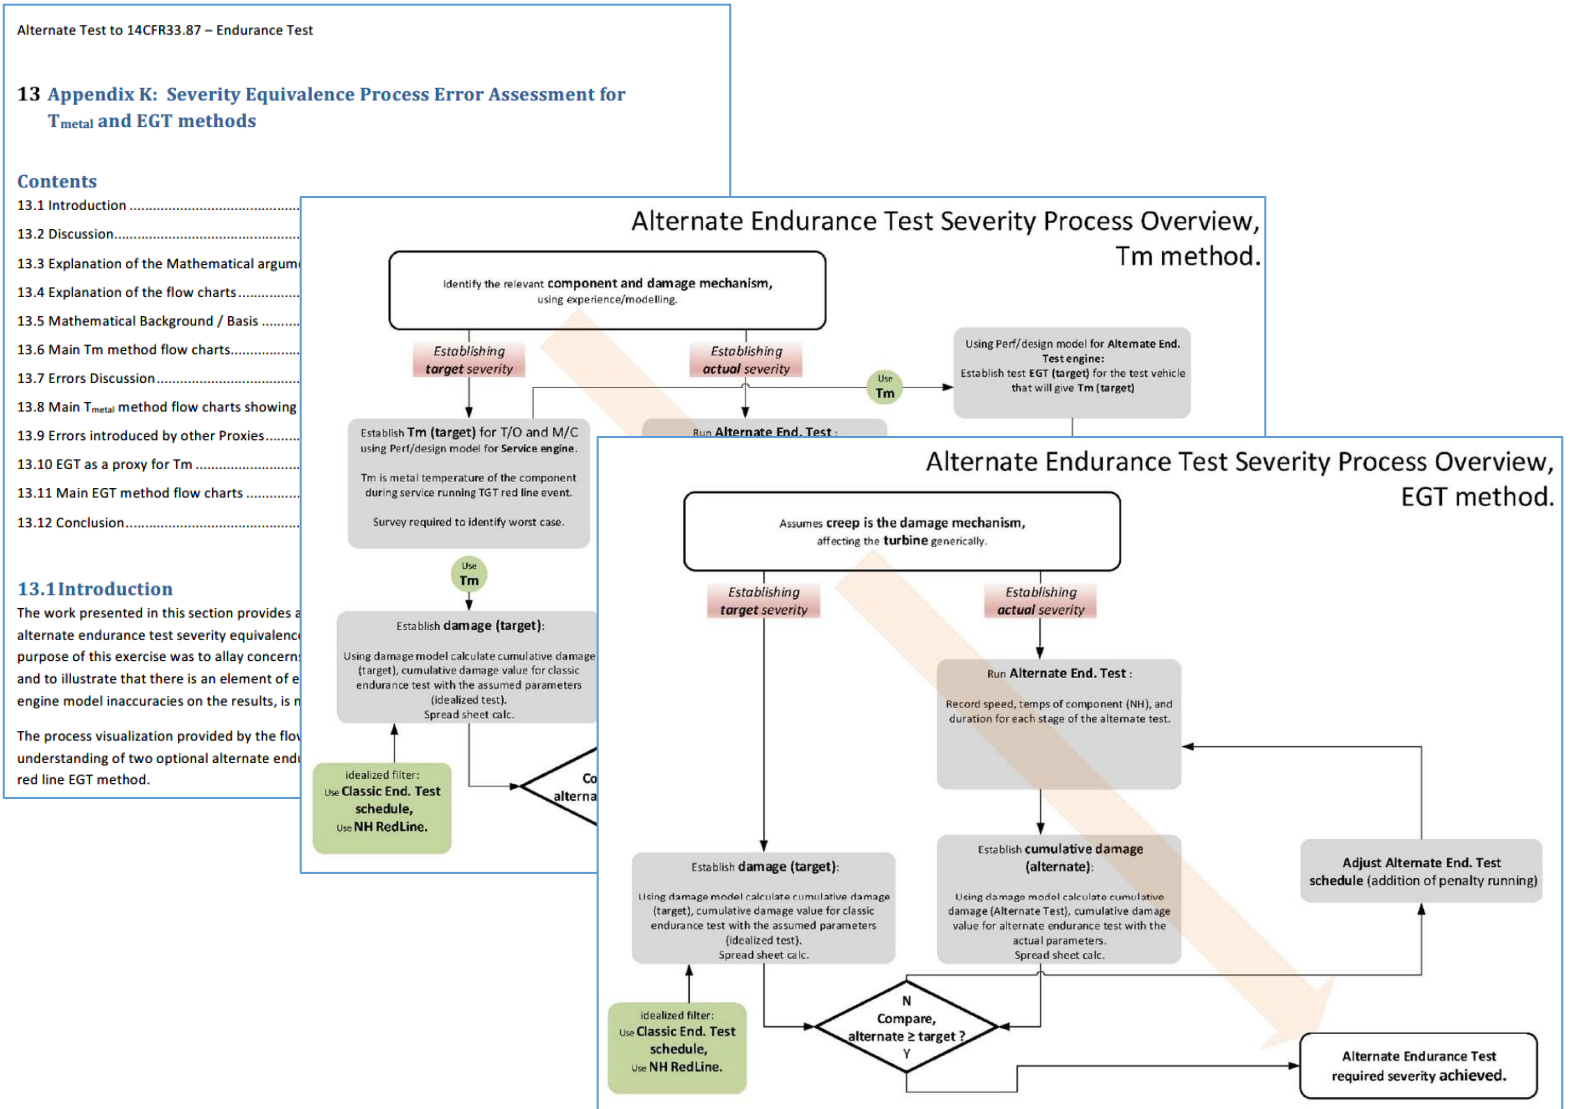 Alternate Test to 14CFR33.87 – Endurance Test
13 Appendix K: Severity Equivalence Process Error Assessment for
Tmetal and EGT methods
Contents
13.1 Introduction
13.2 Discussion
13.3 Explanation of the Mathematical
13.4 Explanation of the flow charts
13.5 Mathematical Background / Basis
13.6 Main Tm method flow charts
13.7 Errors Discussion
13.8 Main Tmetal method flow charts showing
13.9 Errors introduced by other Proxies
13.10 EGT as a proxy for Tm
13.11 Main EGT method flow charts
13.12 Conclusion
13.1 Introduction
The work presented in this section provides a
alternate endurance test severity equivalence
purpose of this exercise was to allay concerns
and to illustrate that there is an element of
engine model inaccuracies on the results, is
The process visualization provided by the
understanding of two optional alternate
red line EGT method.
Alternate Endurance Test Severity Process Overview,
Tm method.
Identify the relevant component and damage mechanism,
using experience/modelling.
Establishing
target severity
Establishing
actual severity
Use
Tm
Using Perf/design model for Alternate End.
Test engine:
Establish test EGT (target) for the test vehicle
that will give Tm (target)
Establish Tm (target) for T/O and M/C
using Perf/design model for Service engine.
Tm is metal temperature of the component
during service running TGT red line event.
Survey required to identify worst case.
Run Alternate End. Test :
Use
Tm
Establish damage (target):
Using damage model calculate cumulative damage
(target), cumulative damage value for classic
endurance test with the assumed parameters
(idealized test).
Spread sheet calc.
idealized filter:
Use Classic End. Test
schedule,
Use NH RedLine.
Co
alterna
Alternate Endurance Test Severity Process Overview,
EGT method.
Assumes creep is the damage mechanism,
affecting the turbine generically.
Establishing
target severity
Establishing
actual severity
Run Alternate End. Test :
Record speed, temps of component (NH), and
duration for each stage of the alternate test.
Establish damage (target):
Using damage model calculate cumulative damage
(target), cumulative damage value for classic
endurance test with the assumed parameters
(idealized test).
Spread sheet calc.
Establish cumulative damage
(alternate):
Using damage model calculate cumulative
damage (Alternate Test), cumulative damage
value for alternate endurance test with the
actual parameters.
Spread sheet calc.
Adjust Alternate End. Test
schedule (addition of penalty running)
idealized filter:
Use Classic End. Test
schedule,
Use NH RedLine.
N
Compare,
alternate ≥ target ?
Y
Alternate Endurance Test
required severity achieved.